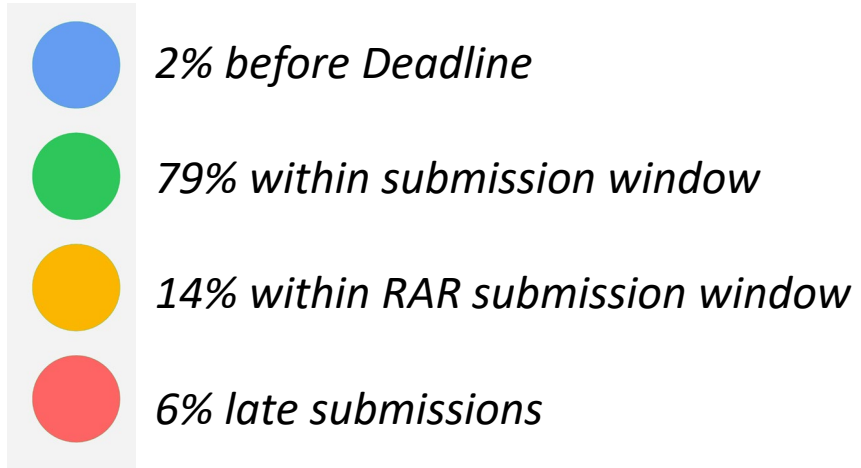 2% before Deadline
79% within submission window
14% within RAR submission window
6% late submissions